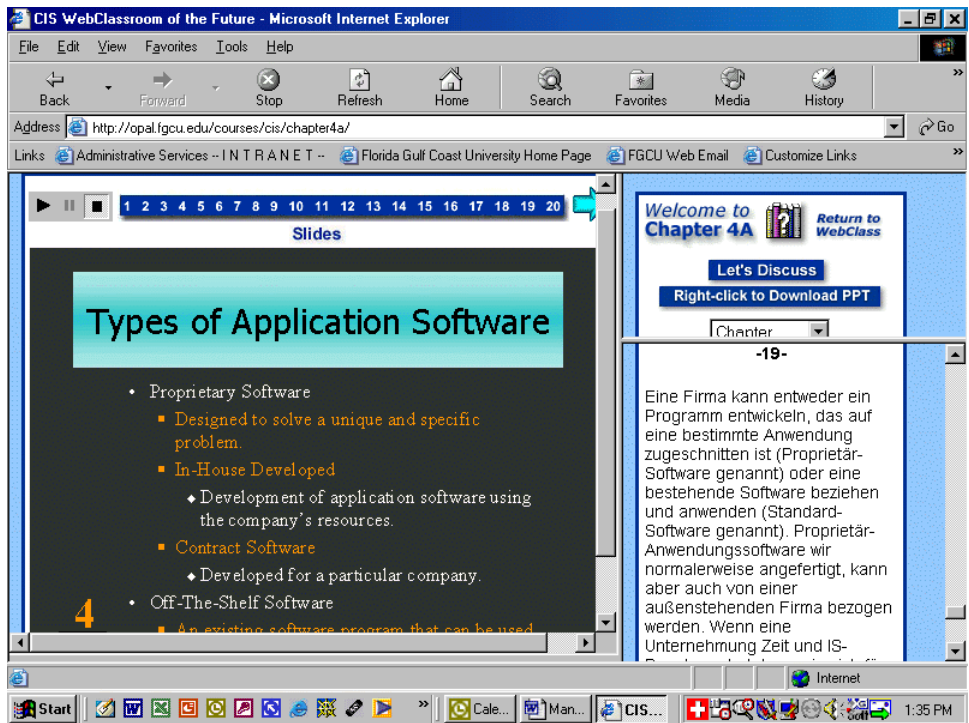 CIS WebClassroom of the Future - Microsoft Internet Explorer
File Edit View Favorites Tools Help
Back Forward Stop Refresh Home Search Favorites Media History »
Address http://opal.fgcu.edu/courses/cis/chapter4a/ Go
Links Administrative Services -- I N T R A N E T -- Florida Gulf Coast University Home Page FGCU Web Email Customize Links »
1 2 3 4 5 6 7 8 9 10 11 12 13 14 15 16 17 18 19 20
Slides
Types of Application Software
• Proprietary Software
Designed to solve a unique and specific
problem.
In-House Developed
Development of application software using
the company's resources.
Contract Software
Developed for a particular company.
• Off-The-Shelf Software
An existing software program that can be used
4
Welcome to
Chapter 4A
Return to
WebClass
Let's Discuss
Right-click to Download PPT
Chapter
-19-
Eine Firma kann entweder ein
Programm entwickeln, das auf
eine bestimmte Anwendung
zugeschnitten ist (Proprietär-
Software genannt) oder eine
bestehende Software beziehen
und anwenden (Standard-
Software genannt). Proprietär-
Anwendungssoftware wir
normalerweise angefertigt, kann
aber auch von einer
außenstehenden Firma bezogen
werden. Wenn eine
Unternehmung Zeit und IS-
Internet
Start » Cale... Man... CIS... 1:35 PM